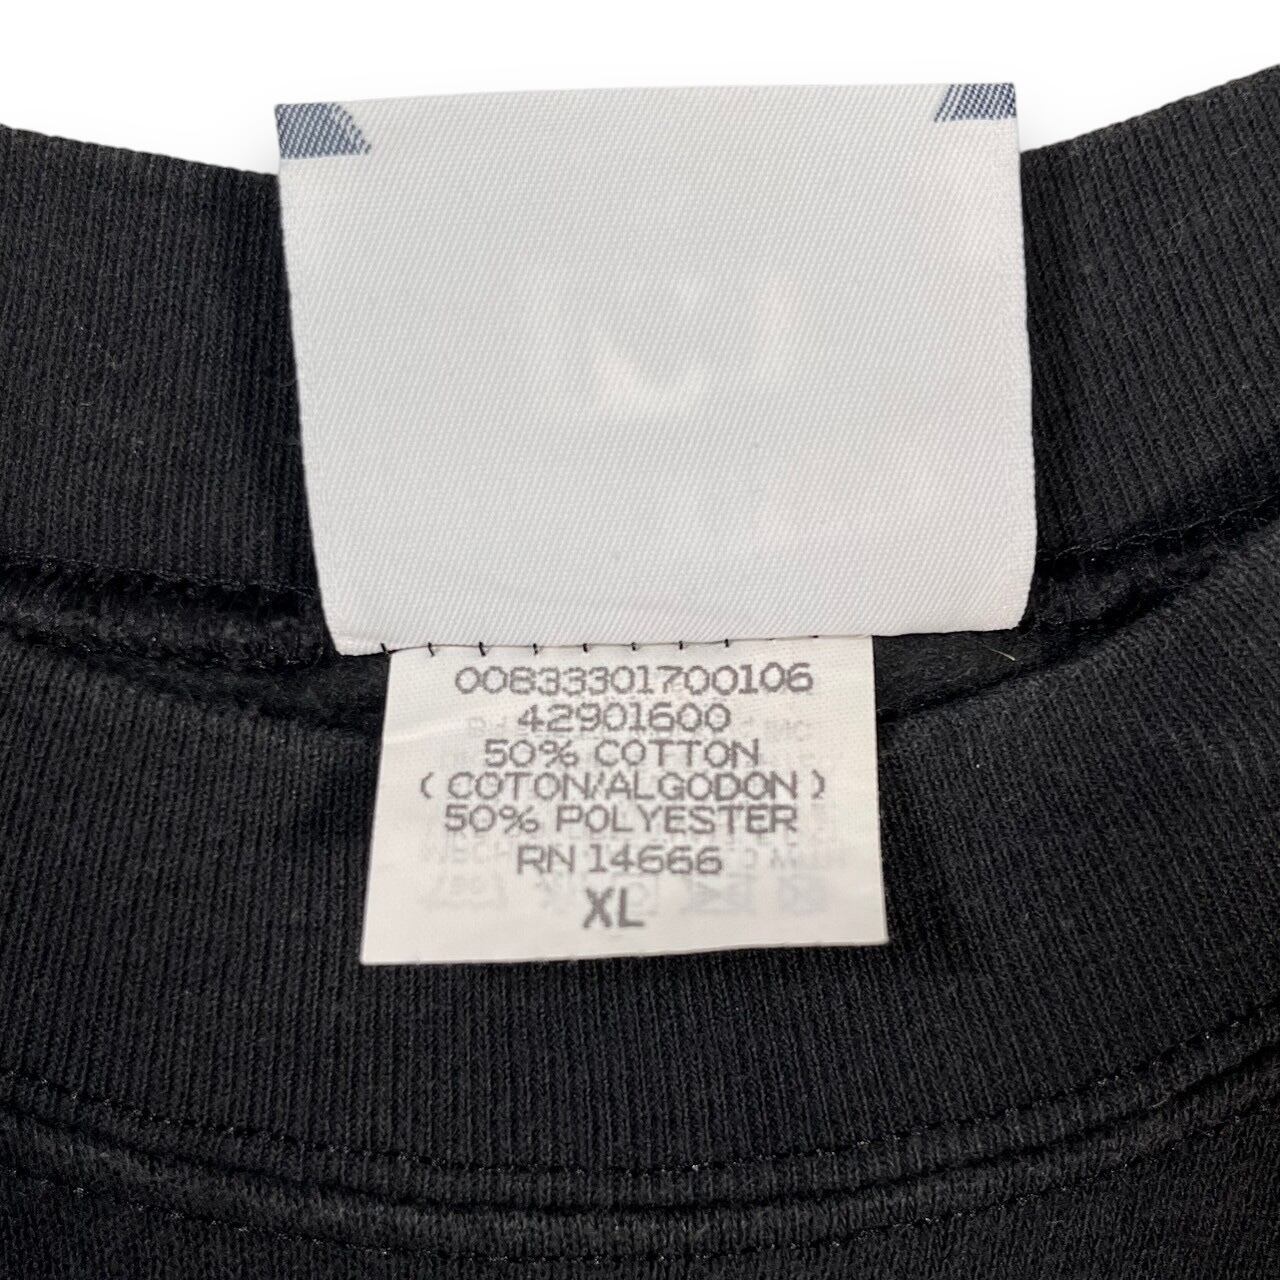 00833301700106
42901600
50% COTTON
(COTON/ALGODON)
50% POLYESTER
RN 14666
XL